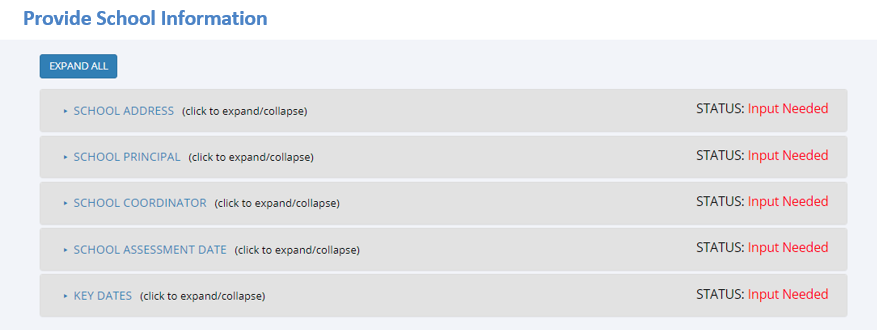 Provide School Information
EXPAND ALL
SCHOOL ADDRESS (click to expand/collapse) STATUS: Input Needed
SCHOOL PRINCIPAL (click to expand/collapse) STATUS: Input Needed
SCHOOL COORDINATOR (click to expand/collapse) STATUS: Input Needed
SCHOOL ASSESSMENT DATE (click to expand/collapse) STATUS: Input Needed
KEY DATES (click to expand/collapse) STATUS: Input Needed